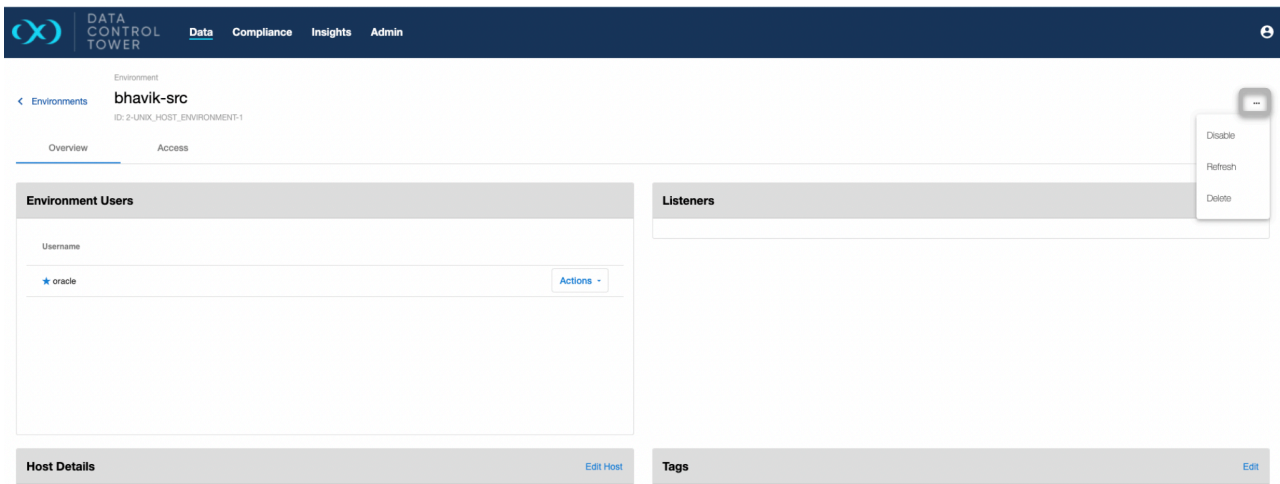 DATA
CONTROL
TOWER
Data Compliance Insights Admin
Environment
Environments
bhavik-src
ID: 2-UNIX_HOST_ENVIRONMENT-1
...
Disable
Refresh
Delete
Overview Access
Environment Users
Username
★ oracle Actions
Listeners
Host Details Edit Host
Tags Edit